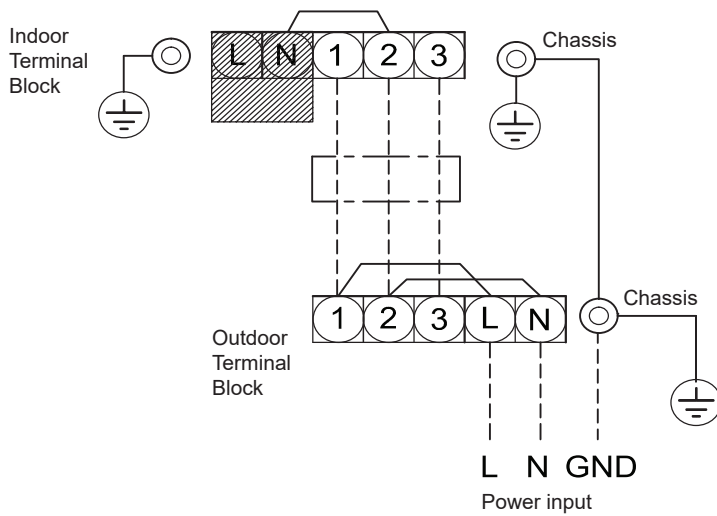 Indoor
Terminal
Block
L N 1 2 3
Chassis
1 2 3 L N
Chassis
Outdoor
Terminal
Block
L N GND
Power input